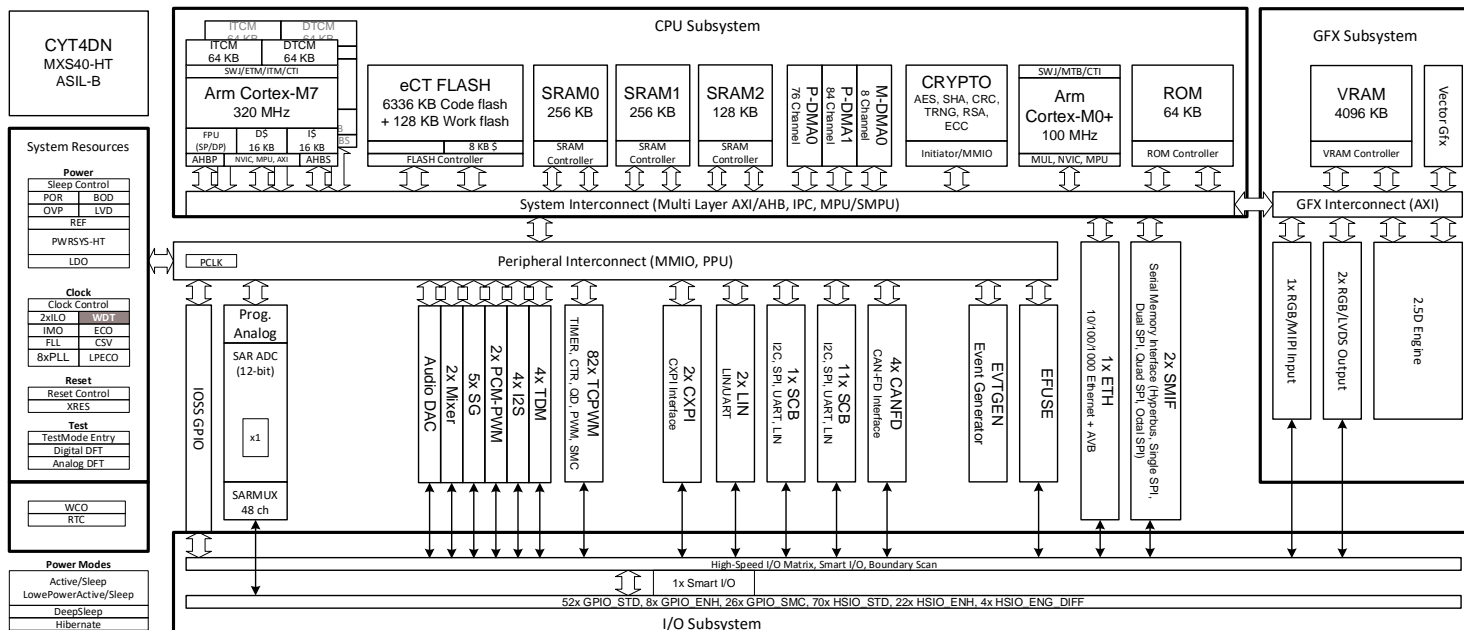 CYT4DN
MXS40-HT
ASIL-B
System Resources
Power
Sleep Control
POR BOD
OVP LVD
REF
PWRSYS-HT
LDO
Clock
Clock Control
2xILO WDT
IMO ECO
FLL CSV
8xPLL LPECO
Reset
Reset Control
XRES
Test
TestMode Entry
Digital DFT
Analog DFT
WCO
RTC
Power Modes
Active/Sleep
LowePowerActive/Sleep
DeepSleep
Hibernate
CPU Subsystem
ITCM
64 KB
DTCM
64 KB
ITCM
64 KB
DTCM
64 KB
SWJ/ETM/ITM/CTI
Arm Cortex-M7
320 MHz
FPU
(SP/DP)
D$
16 KB
I$
16 KB
AHBP
NVIC, MPU, AXI
AHBS
eCT FLASH
6336 KB Code flash
+ 128 KB Work flash
8 KB $
FLASH Controller
SRAM0
256 KB
SRAM
Controller
SRAM1
256 KB
SRAM
Controller
SRAM2
128 KB
SRAM
Controller
P-DMA0
76 Channel
P-DMA1
84 Channel
M-DMA0
8 Channel
CRYPTO
AES, SHA, CRC,
TRNG, RSA,
ECC
Initiator/MMIO
SWJ/MTB/CTI
Arm
Cortex-M0+
100 MHz
MUL, NVIC, MPU
ROM
64 KB
ROM Controller
System Interconnect (Multi Layer AXI/AHB, IPC, MPU/SMPU)
GFX Subsystem
VRAM
4096 KB
VRAM Controller
Vector Gfx
GFX Interconnect (AXI)
1x RGB/MIPI Input
2x RGB/LVDS Output
2.5D Engine
PCLK
Peripheral Interconnect (MMIO, PPU)
IOSS GPIO
Prog.
Analog
SAR ADC
(12-bit)
x1
SARMUX
48 ch
Audio DAC
2x Mixer
5x SG
2x PCM-PWM
4x I2S
4x TDM
82x TCPWM
TIMER, CTR, QD, PWM, SMC
2x CXPI
CXPI Interface
2x LIN
LIN/UART
1x SCB
I2C, SPI, UART, LIN
11x SCB
I2C, SPI, UART, LIN
4x CANFD
CAN-FD Interface
EVTGEN
Event Generator
EFUSE
1x ETH
10/100/1000 Ethernet + AVB
2x SMIF
Serial Memory Interface (Hyperbus, Single SPI,
Dual SPI, Quad SPI, Octal SPI)
High-Speed I/O Matrix, Smart I/O, Boundary Scan
1x Smart I/O
52x GPIO_STD, 8x GPIO_ENH, 26x GPIO_SMC, 70x HSIO_STD, 22x HSIO_ENH, 4x HSIO_ENG_DIFF
I/O Subsystem